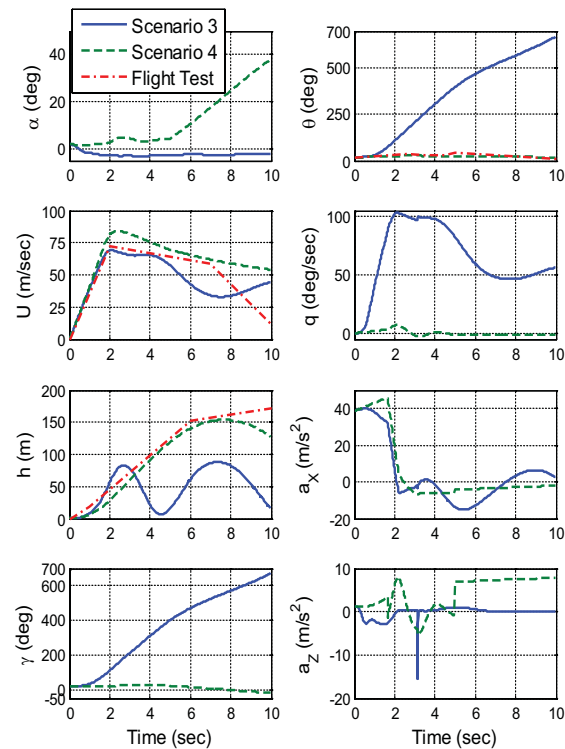 Scenario 3
Scenario 4
Flight Test
40
20
0
α (deg)
0 2 4 6 8 10
700
500
250
0
θ (deg)
0 2 4 6 8 10
100
75
50
25
0
U (m/sec)
0 2 4 6 8 10
100
50
0
q (deg/sec)
0 2 4 6 8 10
200
150
100
50
0
h (m)
0 2 4 6 8 10
40
20
0
-20
a_X (m/s²)
0 2 4 6 8 10
700
600
400
200
0
-50
γ (deg)
0 2 4 6 8 10
Time (sec)
10
0
-10
20
a_Z (m/s²)
0 2 4 6 8 10
Time (sec)